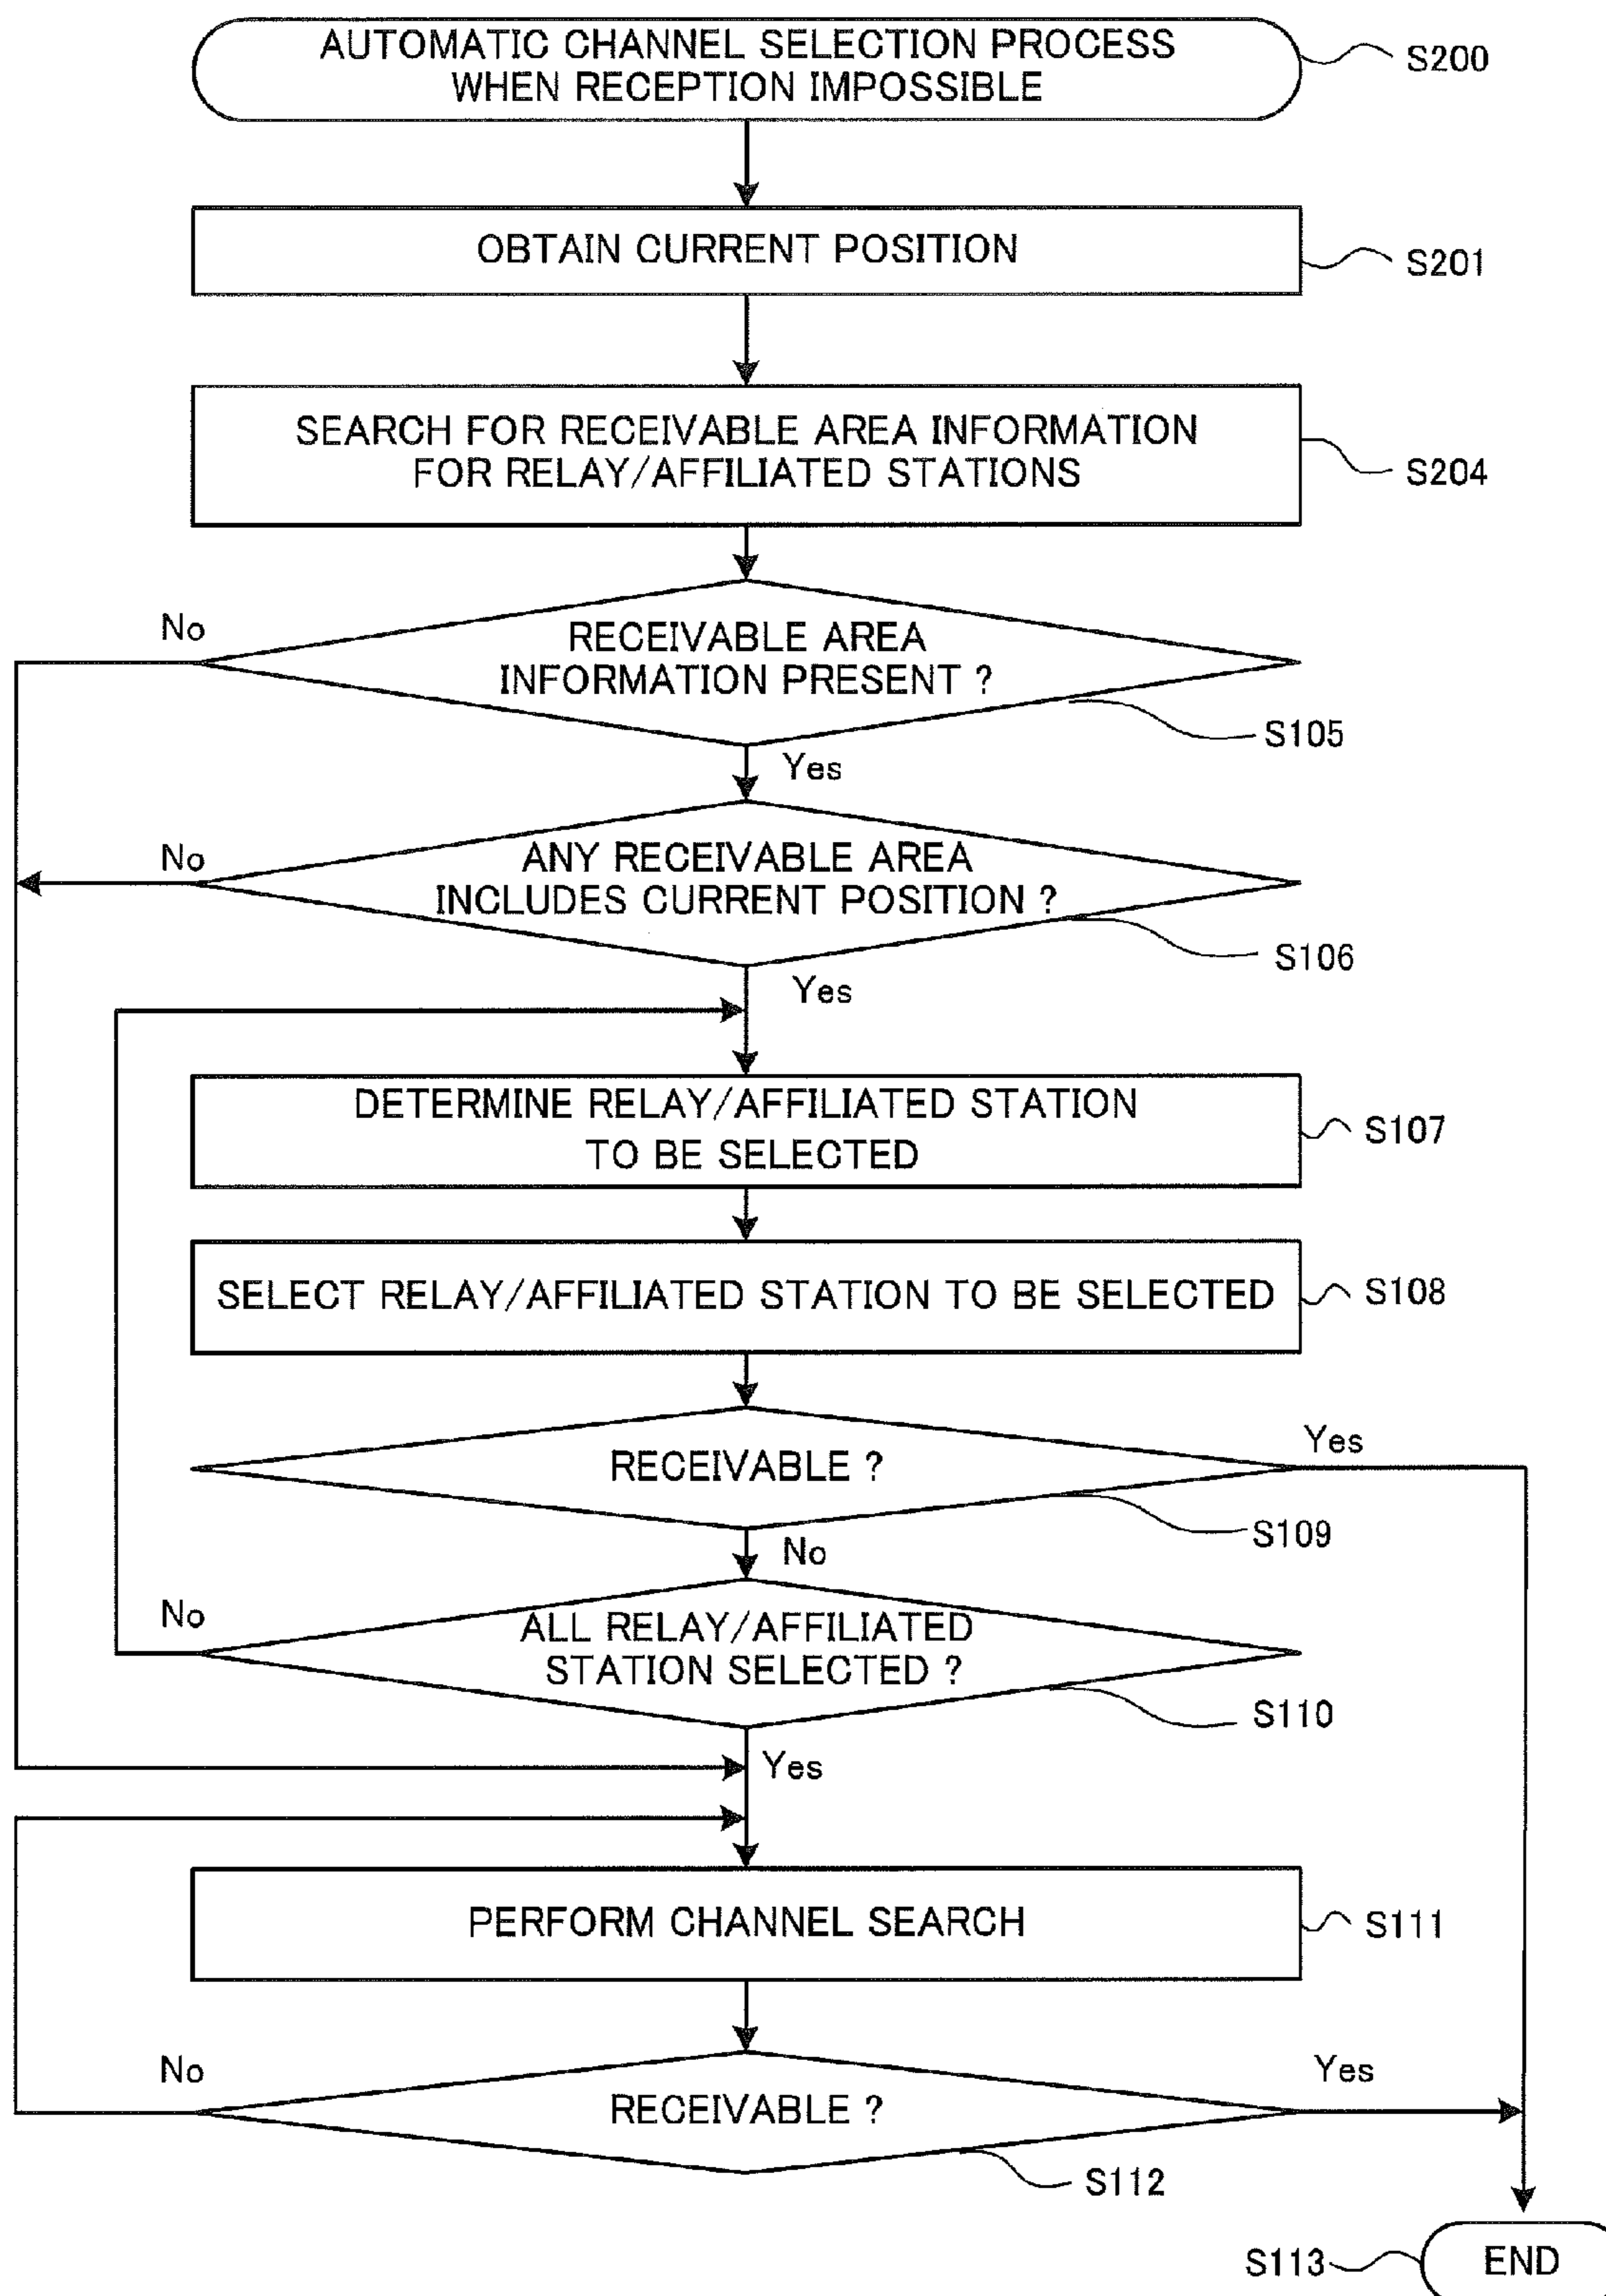 AUTOMATIC CHANNEL SELECTION PROCESS
WHEN RECEPTION IMPOSSIBLE
S200
OBTAIN CURRENT POSITION
S201
SEARCH FOR RECEIVABLE AREA INFORMATION
FOR RELAY/AFFILIATED STATIONS
S204
No
RECEIVABLE AREA
INFORMATION PRESENT ?
S105
Yes
No
ANY RECEIVABLE AREA
INCLUDES CURRENT POSITION ?
S106
Yes
DETERMINE RELAY/AFFILIATED STATION
TO BE SELECTED
S107
SELECT RELAY/AFFILIATED STATION TO BE SELECTED
S108
RECEIVABLE ?
Yes
S109
No
No
ALL RELAY/AFFILIATED
STATION SELECTED ?
S110
Yes
PERFORM CHANNEL SEARCH
S111
No
RECEIVABLE ?
Yes
S112
S113
END